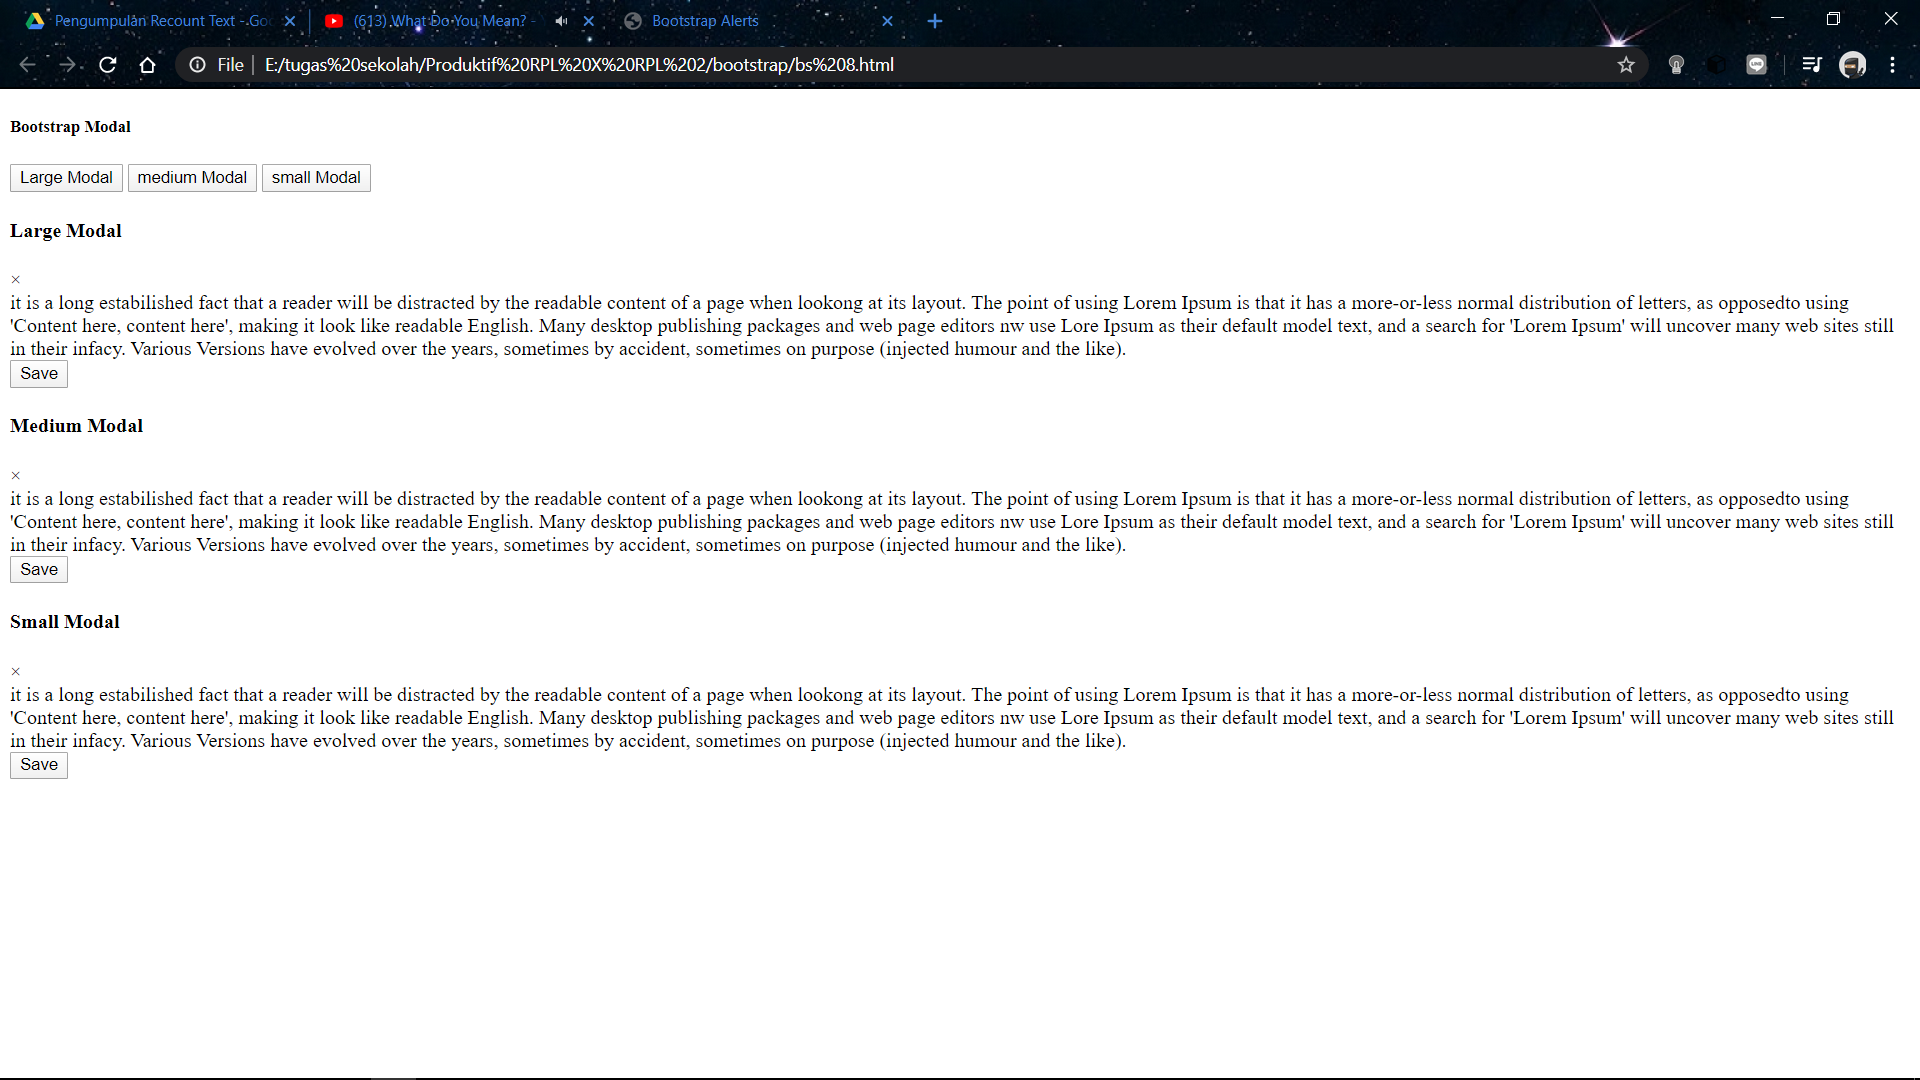 Pengumpulan Recount Text - Goo
(613) What Do You Mean? -
Bootstrap Alerts
File
E:/tugas%20sekolah/Produktif%20RPL%20X%20RPL%202/bootstrap/bs%208.html
Bootstrap Modal
Large Modal medium Modal small Modal
Large Modal
×
it is a long estabilished fact that a reader will be distracted by the readable content of a page when lookong at its layout. The point of using Lorem Ipsum is that it has a more-or-less normal distribution of letters, as opposedto using
'Content here, content here', making it look like readable English. Many desktop publishing packages and web page editors nw use Lore Ipsum as their default model text, and a search for 'Lorem Ipsum' will uncover many web sites still
in their infacy. Various Versions have evolved over the years, sometimes by accident, sometimes on purpose (injected humour and the like).
Save
Medium Modal
×
it is a long estabilished fact that a reader will be distracted by the readable content of a page when lookong at its layout. The point of using Lorem Ipsum is that it has a more-or-less normal distribution of letters, as opposedto using
'Content here, content here', making it look like readable English. Many desktop publishing packages and web page editors nw use Lore Ipsum as their default model text, and a search for 'Lorem Ipsum' will uncover many web sites still
in their infacy. Various Versions have evolved over the years, sometimes by accident, sometimes on purpose (injected humour and the like).
Save
Small Modal
×
it is a long estabilished fact that a reader will be distracted by the readable content of a page when lookong at its layout. The point of using Lorem Ipsum is that it has a more-or-less normal distribution of letters, as opposedto using
'Content here, content here', making it look like readable English. Many desktop publishing packages and web page editors nw use Lore Ipsum as their default model text, and a search for 'Lorem Ipsum' will uncover many web sites still
in their infacy. Various Versions have evolved over the years, sometimes by accident, sometimes on purpose (injected humour and the like).
Save